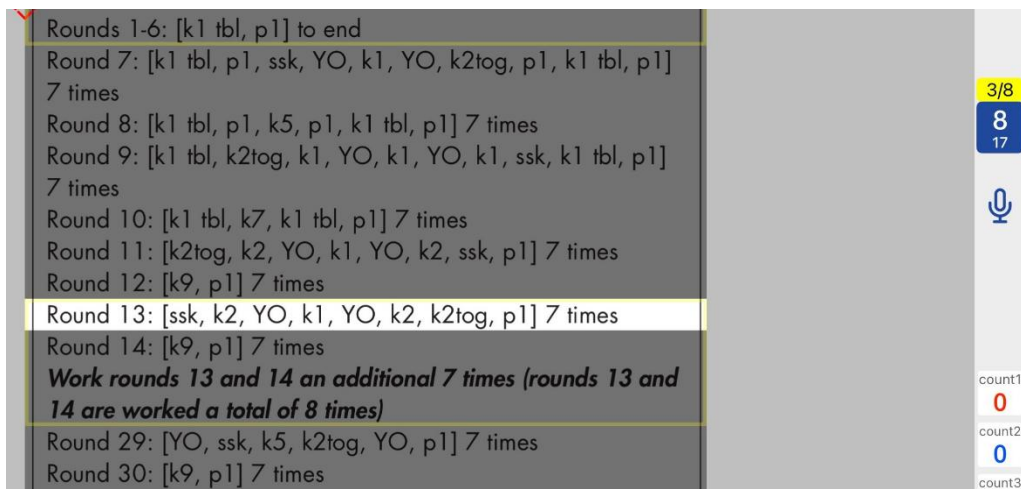 Rounds 1-6: [k1 tbl, p1] to end
Round 7: [k1 tbl, p1, ssk, YO, k1, YO, k2tog, p1, k1 tbl, p1]
7 times
Round 8: [k1 tbl, p1, k5, p1, k1 tbl, p1] 7 times
Round 9: [k1 tbl, k2tog, k1, YO, k1, YO, k1, ssk, k1 tbl, p1]
7 times
Round 10: [k1 tbl, k7, k1 tbl, p1] 7 times
Round 11: [k2tog, k2, YO, k1, YO, k2, ssk, p1] 7 times
Round 12: [k9, p1] 7 times
Round 13: [ssk, k2, YO, k1, YO, k2, k2tog, p1] 7 times
Round 14: [k9, p1] 7 times
Work rounds 13 and 14 an additional 7 times (rounds 13 and
14 are worked a total of 8 times)
Round 29: [YO, ssk, k5, k2tog, YO, p1] 7 times
Round 30: [k9, p1] 7 times
3/8
8
17
count1
0
count2
0
count3